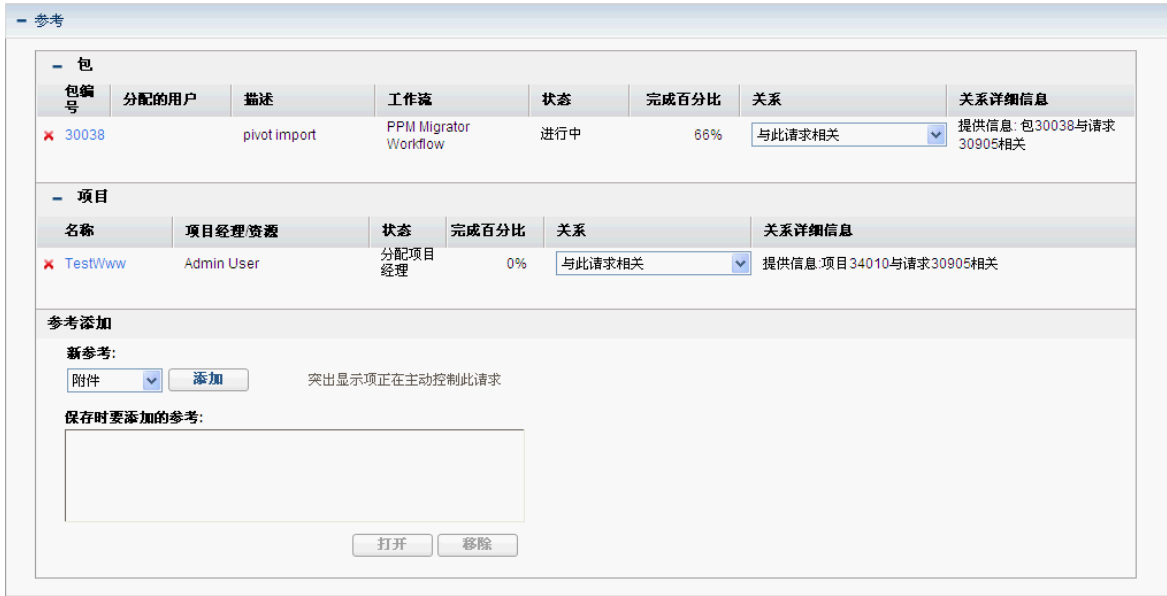 参考
包
包编号 分配的用户 描述 工作流 状态 完成百分比 关系 关系详细信息
30038 pivot import PPM Migrator Workflow 进行中 66% 与此请求相关 提供信息: 包30038与请求30905相关
项目
名称 项目经理/资源 状态 完成百分比 关系 关系详细信息
TestWww Admin User 分配项目经理 0% 与此请求相关 提供信息:项目34010与请求30905相关
参考添加
新参考:
附件 添加 突出显示项正在主动控制此请求
保存时要添加的参考:
打开 移除